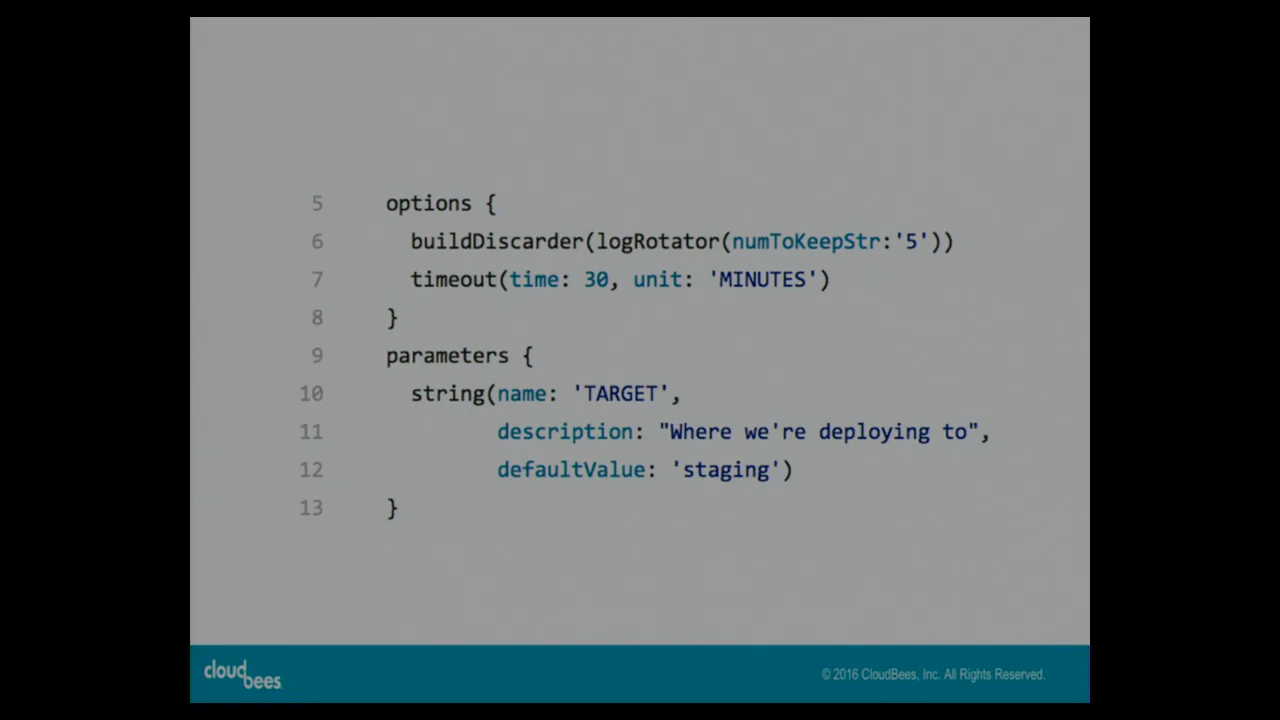 5 options {
6 buildDiscarder(logRotator(numToKeepStr:'5'))
7 timeout(time: 30, unit: 'MINUTES')
8 }
9 parameters {
10 string(name: 'TARGET',
11 description: "Where we're deploying to",
12 defaultValue: 'staging')
13 }
cloudbees
© 2016 CloudBees, Inc. All Rights Reserved.